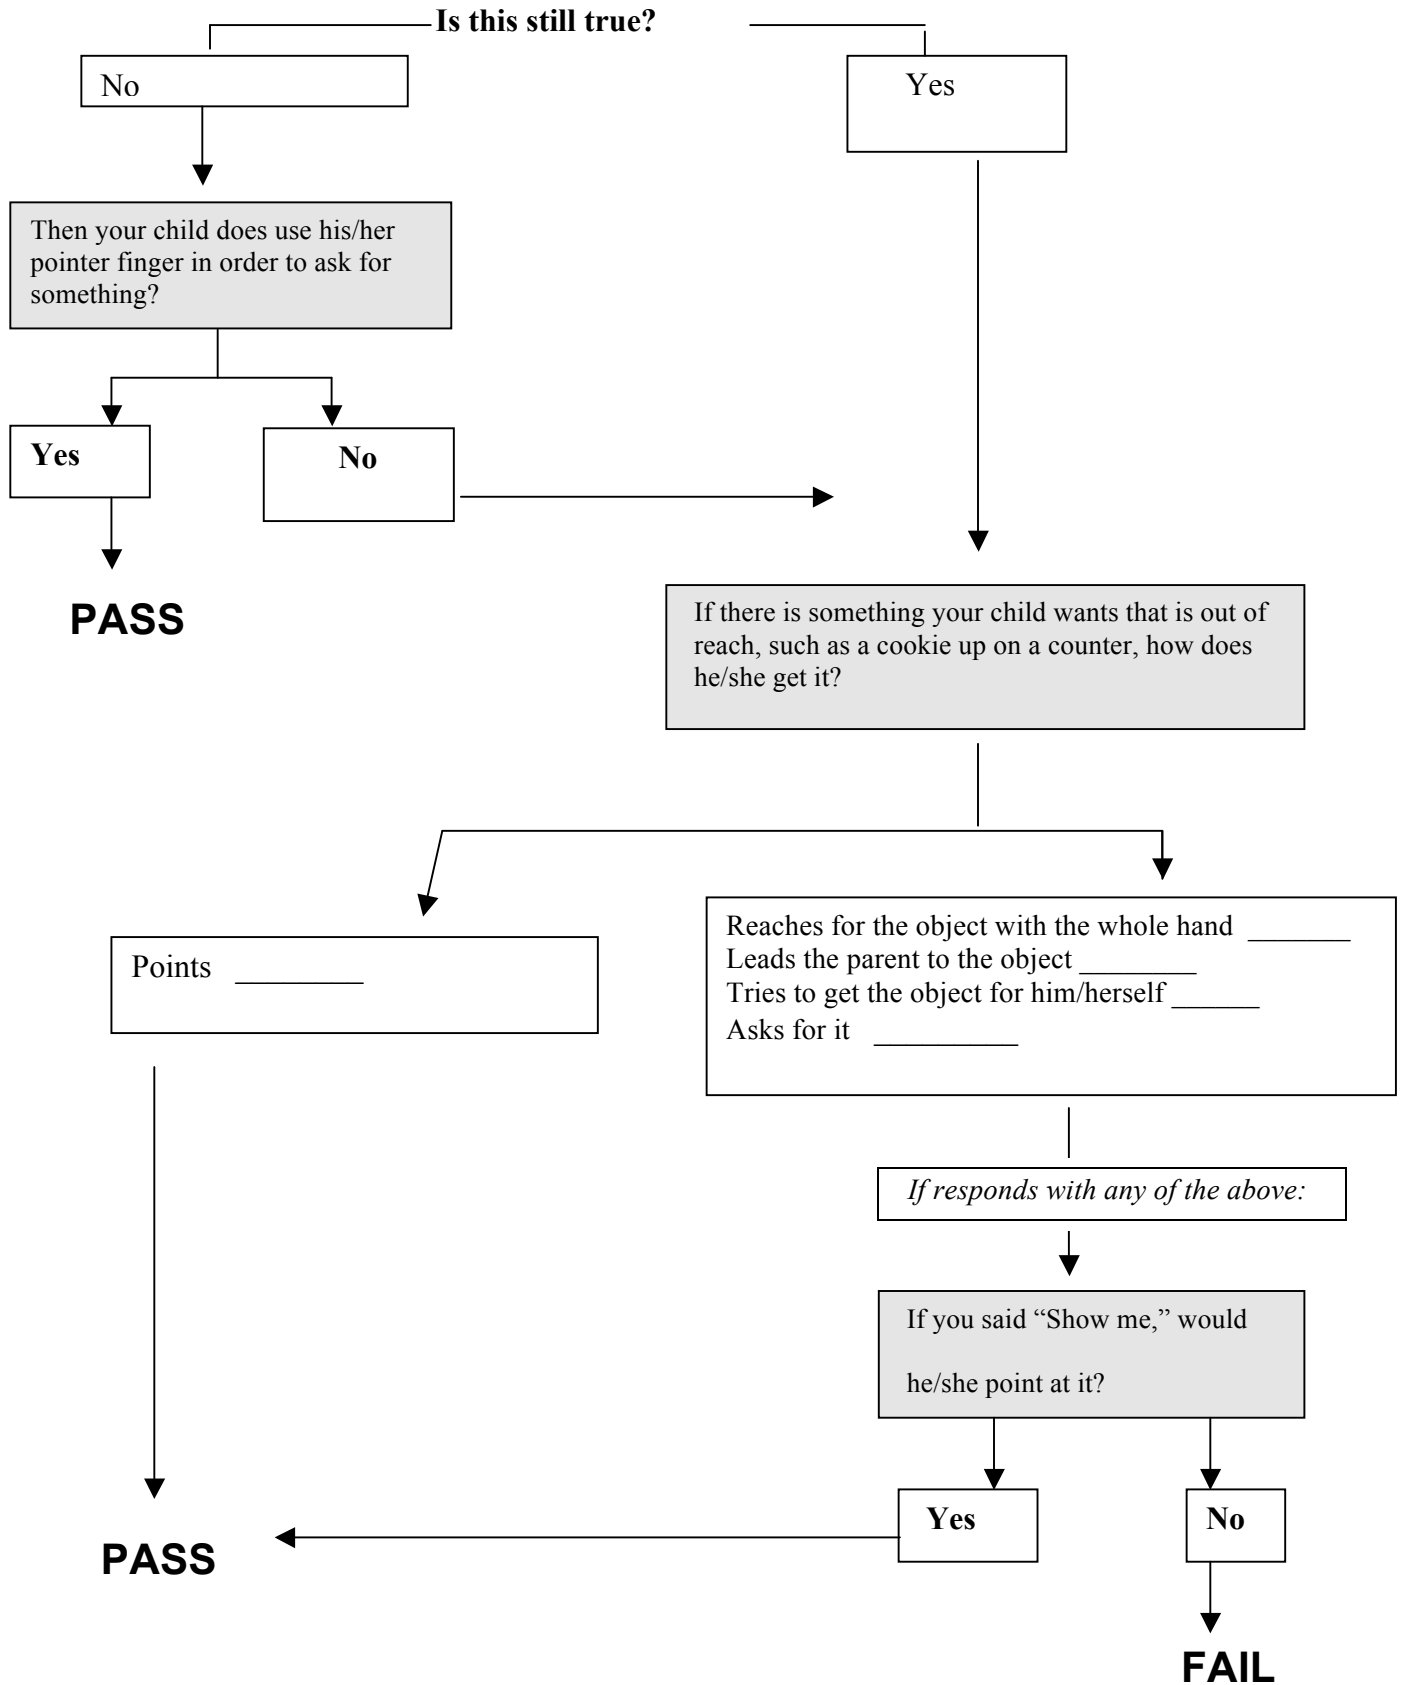 Is this still true?
No
Yes
Then your child does use his/her
pointer finger in order to ask for
something?
Yes
No
PASS
If there is something your child wants that is out of
reach, such as a cookie up on a counter, how does
he/she get it?
Points ________
Reaches for the object with the whole hand _______
Leads the parent to the object ________
Tries to get the object for him/herself ______
Asks for it __________
If responds with any of the above:
If you said “Show me,” would
he/she point at it?
Yes
No
PASS
FAIL